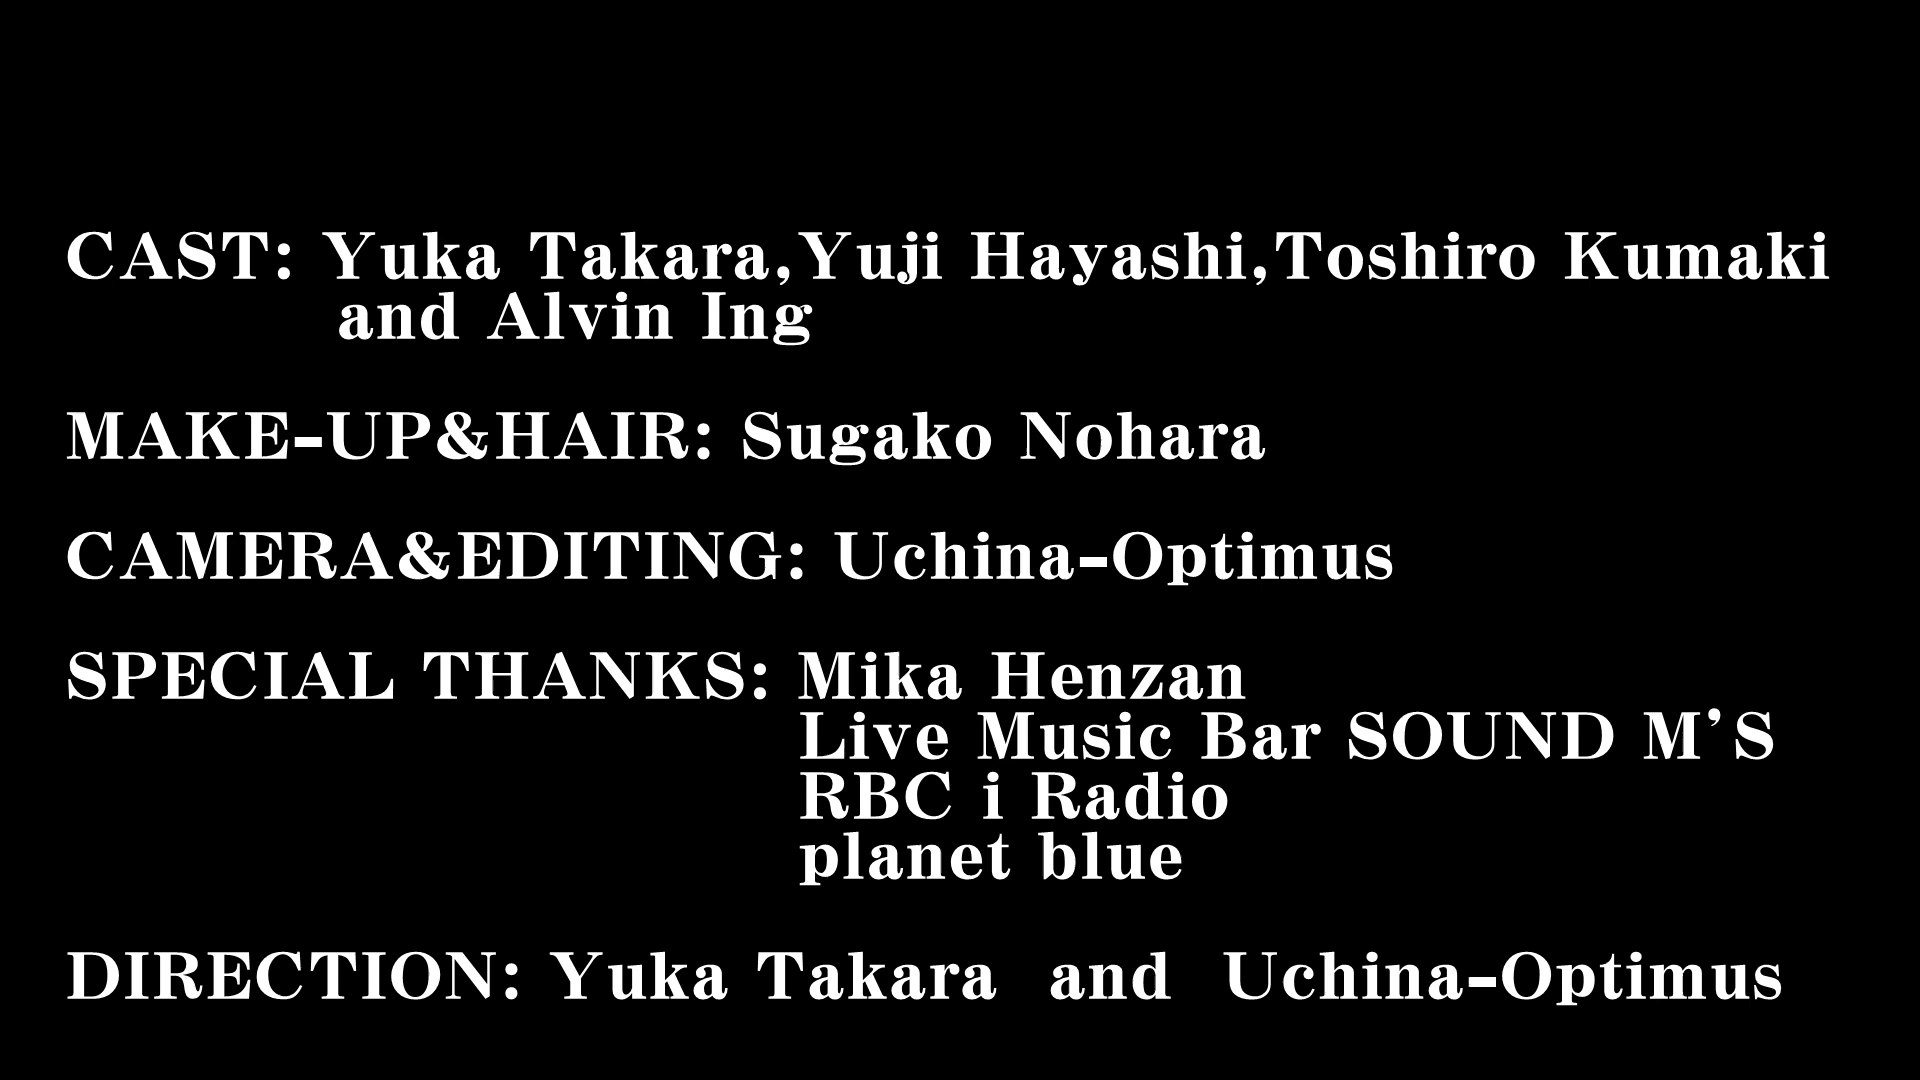 CAST: Yuka Takara,Yuji Hayashi,Toshiro Kumaki
and Alvin Ing
MAKE-UP&HAIR: Sugako Nohara
CAMERA&EDITING: Uchina-Optimus
SPECIAL THANKS: Mika Henzan
Live Music Bar SOUND M'S
RBC i Radio
planet blue
DIRECTION: Yuka Takara and Uchina-Optimus